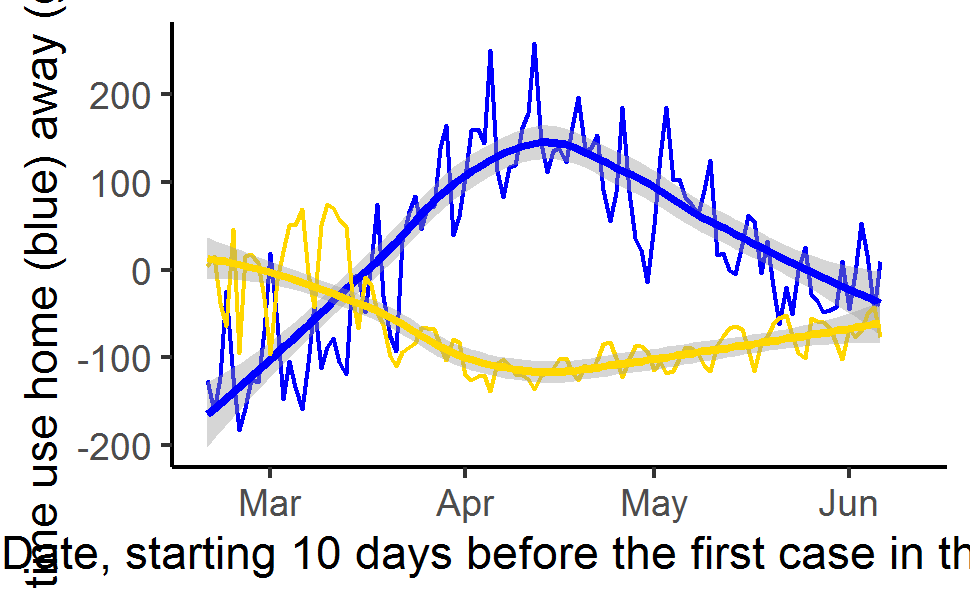 time use home (blue) away (
200
100
0
-100
-200
Mar Apr May Jun
Date, starting 10 days before the first case in th